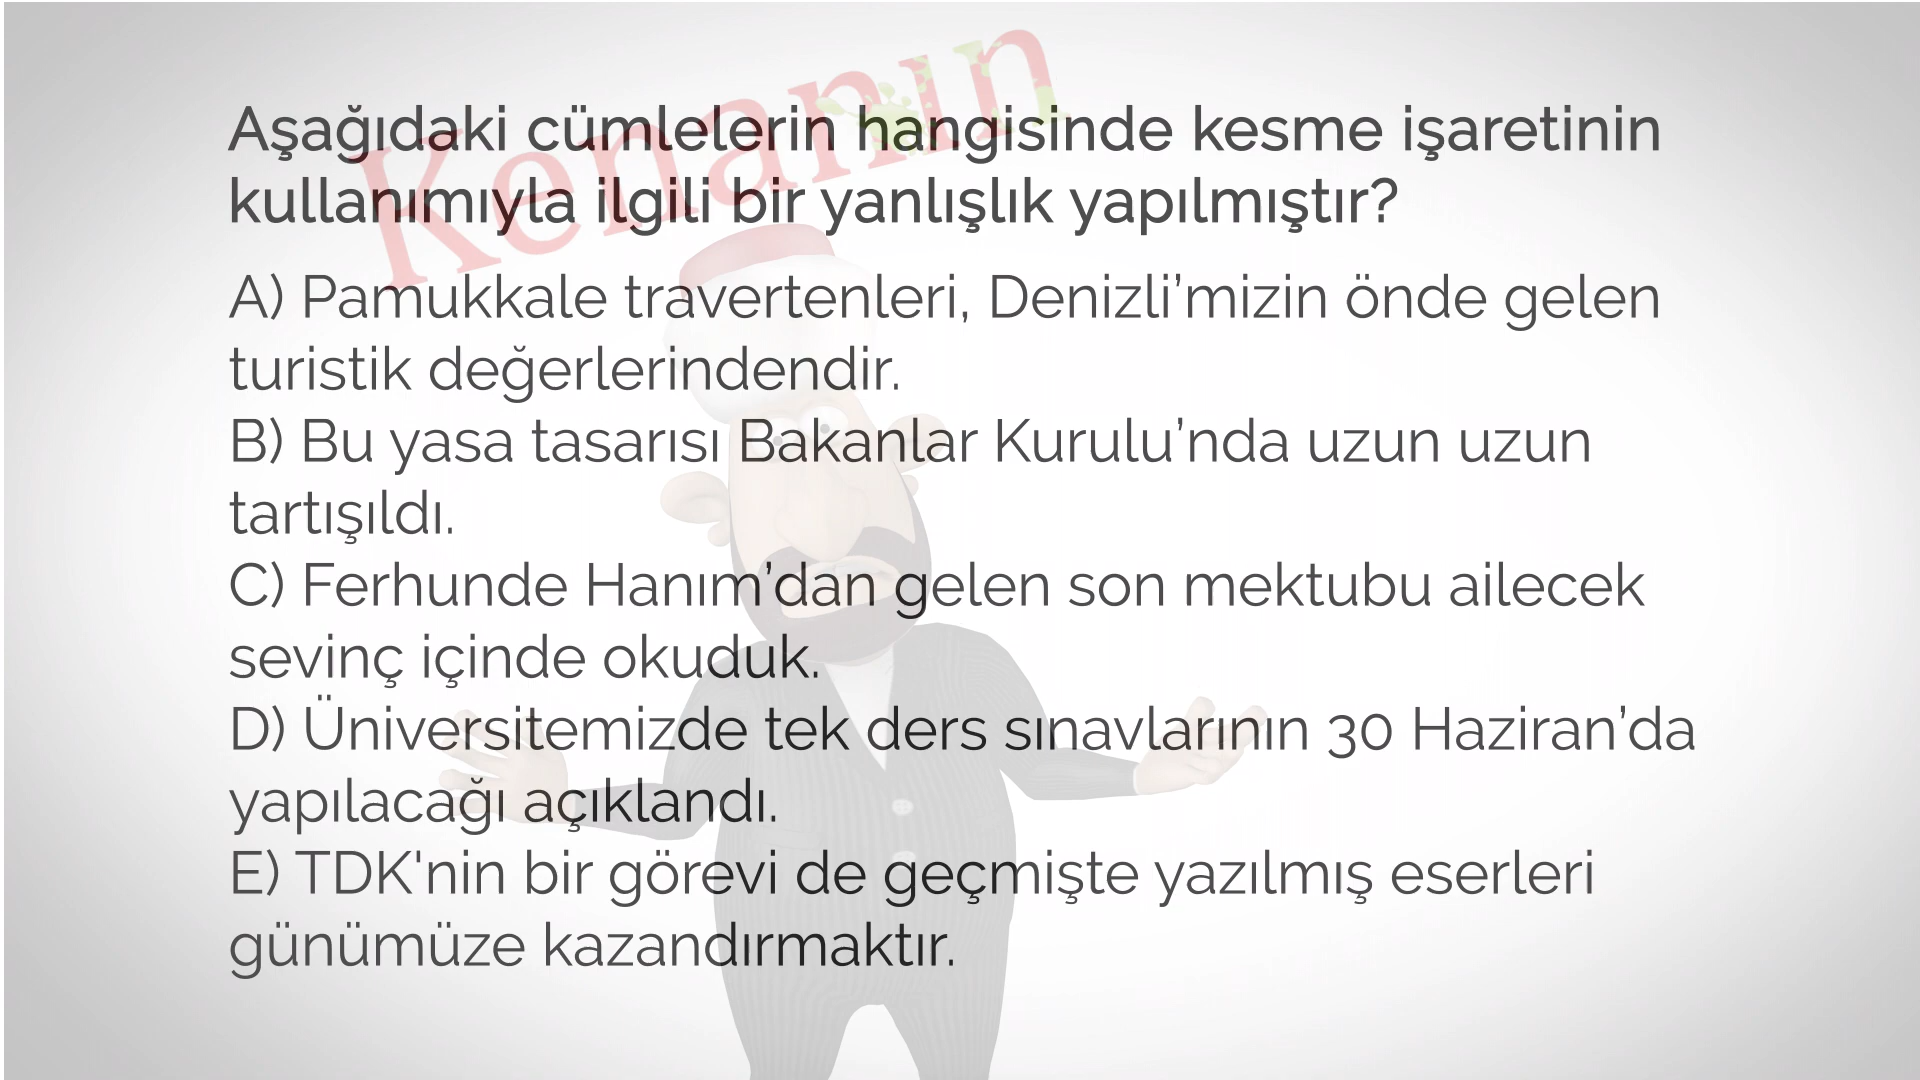 Kenanın
Aşağıdaki cümlelerin hangisinde kesme işaretinin
kullanımıyla ilgili bir yanlışlık yapılmıştır?
A) Pamukkale travertenleri, Denizli’mizin önde gelen
turistik değerlerindendir.
B) Bu yasa tasarısı Bakanlar Kurulu’nda uzun uzun
tartışıldı.
C) Ferhunde Hanım’dan gelen son mektubu ailecek
sevinç içinde okuduk.
D) Üniversitemizde tek ders sınavlarının 30 Haziran’da
yapılacağı açıklandı.
E) TDK'nin bir görevi de geçmişte yazılmış eserleri
günümüze kazandırmaktır.